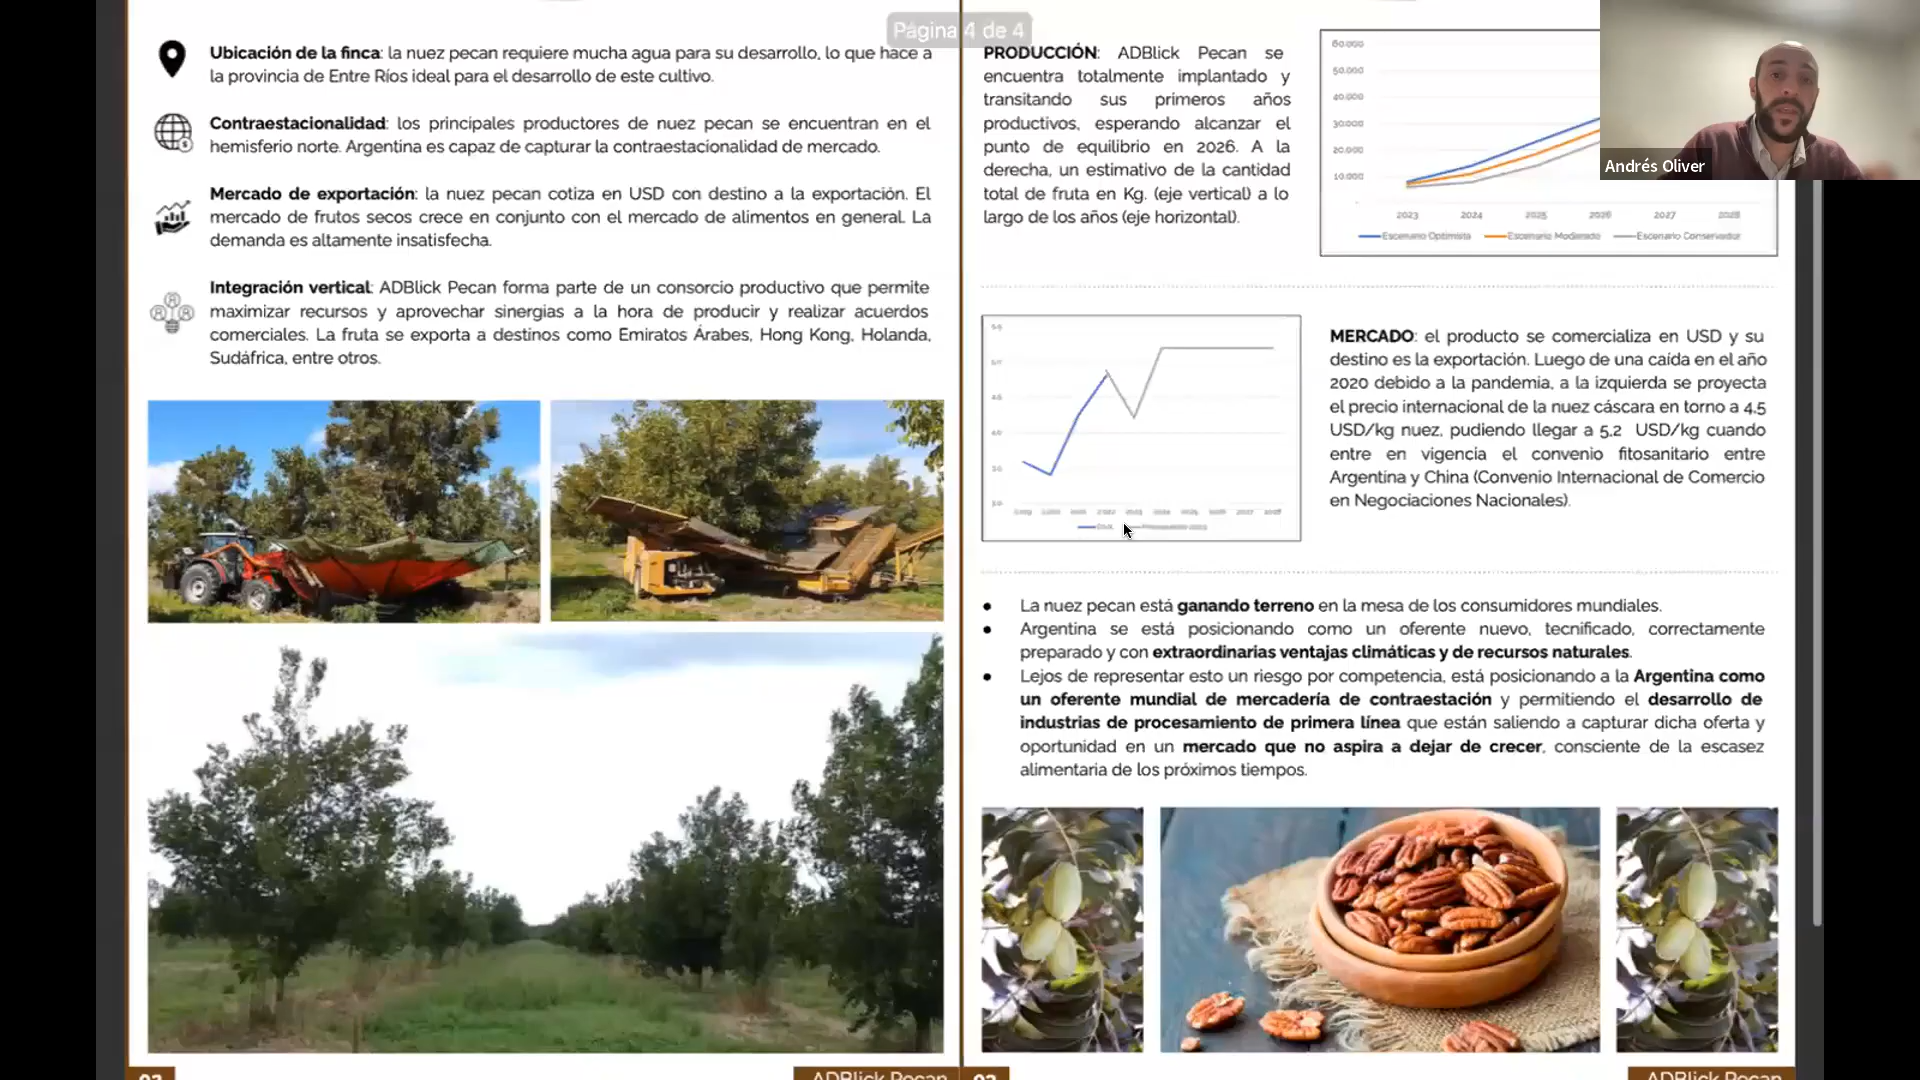 Página 4 de 4
Ubicación de la finca: la nuez pecan requiere mucha agua para su desarrollo, lo que hace a
la provincia de Entre Ríos ideal para el desarrollo de este cultivo.
Contraestacionalidad: los principales productores de nuez pecan se encuentran en el
hemisferio norte. Argentina es capaz de capturar la contraestacionalidad de mercado.
Mercado de exportación: la nuez pecan cotiza en USD con destino a la exportación. El
mercado de frutos secos crece en conjunto con el mercado de alimentos en general. La
demanda es altamente insatisfecha.
Integración vertical: ADBlick Pecan forma parte de un consorcio productivo que permite
maximizar recursos y aprovechar sinergias a la hora de producir y realizar acuerdos
comerciales. La fruta se exporta a destinos como Emiratos Árabes, Hong Kong, Holanda,
Sudáfrica, entre otros.
ADBlick Pecan
PRODUCCIÓN: ADBlick Pecan se
encuentra totalmente implantado y
transitando sus primeros años
productivos, esperando alcanzar el
punto de equilibrio en 2026. A la
derecha, un estimativo de la cantidad
total de fruta en Kg. (eje vertical) a lo
largo de los años (eje horizontal).
60.000
50.000
40.000
30.000
20.000
10.000
2023 2024 2025 2026 2027 2028
Escenario Optimista Escenario Moderado Escenario Conservador
Andrés Oliver
MERCADO: el producto se comercializa en USD y su
destino es la exportación. Luego de una caída en el año
2020 debido a la pandemia, a la izquierda se proyecta
el precio internacional de la nuez cáscara en torno a 4,5
USD/kg nuez, pudiendo llegar a 5,2 USD/kg cuando
entre en vigencia el convenio fitosanitario entre
Argentina y China (Convenio Internacional de Comercio
en Negociaciones Nacionales).
● La nuez pecan está ganando terreno en la mesa de los consumidores mundiales.
● Argentina se está posicionando como un oferente nuevo, tecnificado, correctamente
preparado y con extraordinarias ventajas climáticas y de recursos naturales.
● Lejos de representar esto un riesgo por competencia, está posicionando a la Argentina como
un oferente mundial de mercadería de contraestación y permitiendo el desarrollo de
industrias de procesamiento de primera línea que están saliendo a capturar dicha oferta y
oportunidad en un mercado que no aspira a dejar de crecer, consciente de la escasez
alimentaria de los próximos tiempos.
ADBlick Pecan